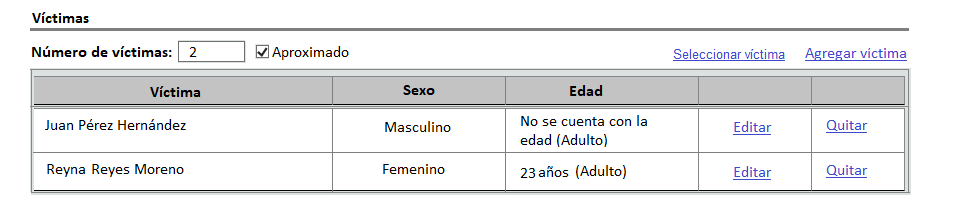 Víctimas
Número de víctimas: 2 Aproximado Seleccionar víctima Agregar víctima
Víctima Sexo Edad
Juan Pérez Hernández Masculino No se cuenta con la edad (Adulto) Editar Quitar
Reyna Reyes Moreno Femenino 23 años (Adulto) Editar Quitar